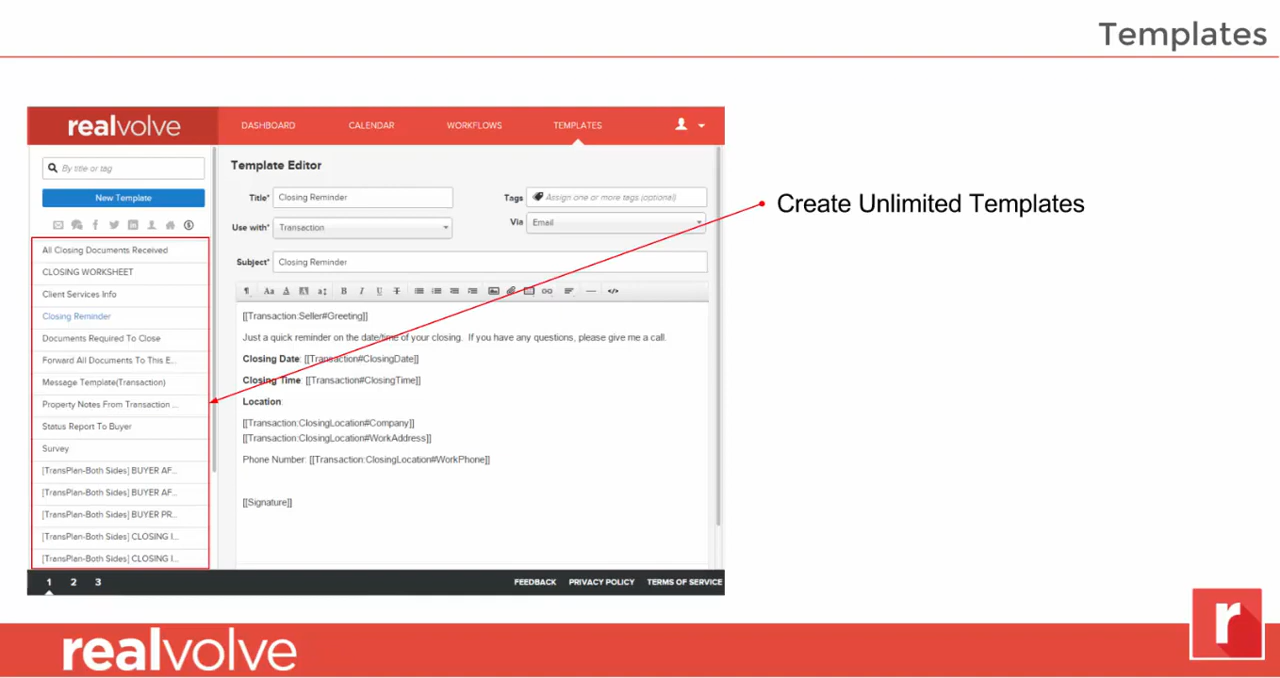 Templates
realvolve
DASHBOARD
CALENDAR
WORKFLOWS
TEMPLATES
By title or tag
New Template
All Closing Documents Received
CLOSING WORKSHEET
Client Services Info
Closing Reminder
Documents Required To Close
Forward All Documents To This E...
Message Template(Transaction)
Property Notes From Transaction ...
Status Report To Buyer
Survey
[TransPlan-Both Sides] BUYER AF...
[TransPlan-Both Sides] BUYER AF...
[TransPlan-Both Sides] BUYER PR...
[TransPlan-Both Sides] CLOSING I...
[TransPlan-Both Sides] CLOSING I...
Template Editor
Title* Closing Reminder
Tags Assign one or more tags (optional)
Use with* Transaction
Via Email
Subject* Closing Reminder
[[Transaction:Seller#Greeting]]
Just a quick reminder on the date/time of your closing. If you have any questions, please give me a call.
Closing Date: [[Transaction#ClosingDate]]
Closing Time: [[Transaction#ClosingTime]]
Location:
[[Transaction:ClosingLocation#Company]]
[[Transaction:ClosingLocation#WorkAddress]]
Phone Number: [[Transaction:ClosingLocation#WorkPhone]]
[[Signature]]
Create Unlimited Templates
1 2 3
FEEDBACK PRIVACY POLICY TERMS OF SERVICE
realvolve
r